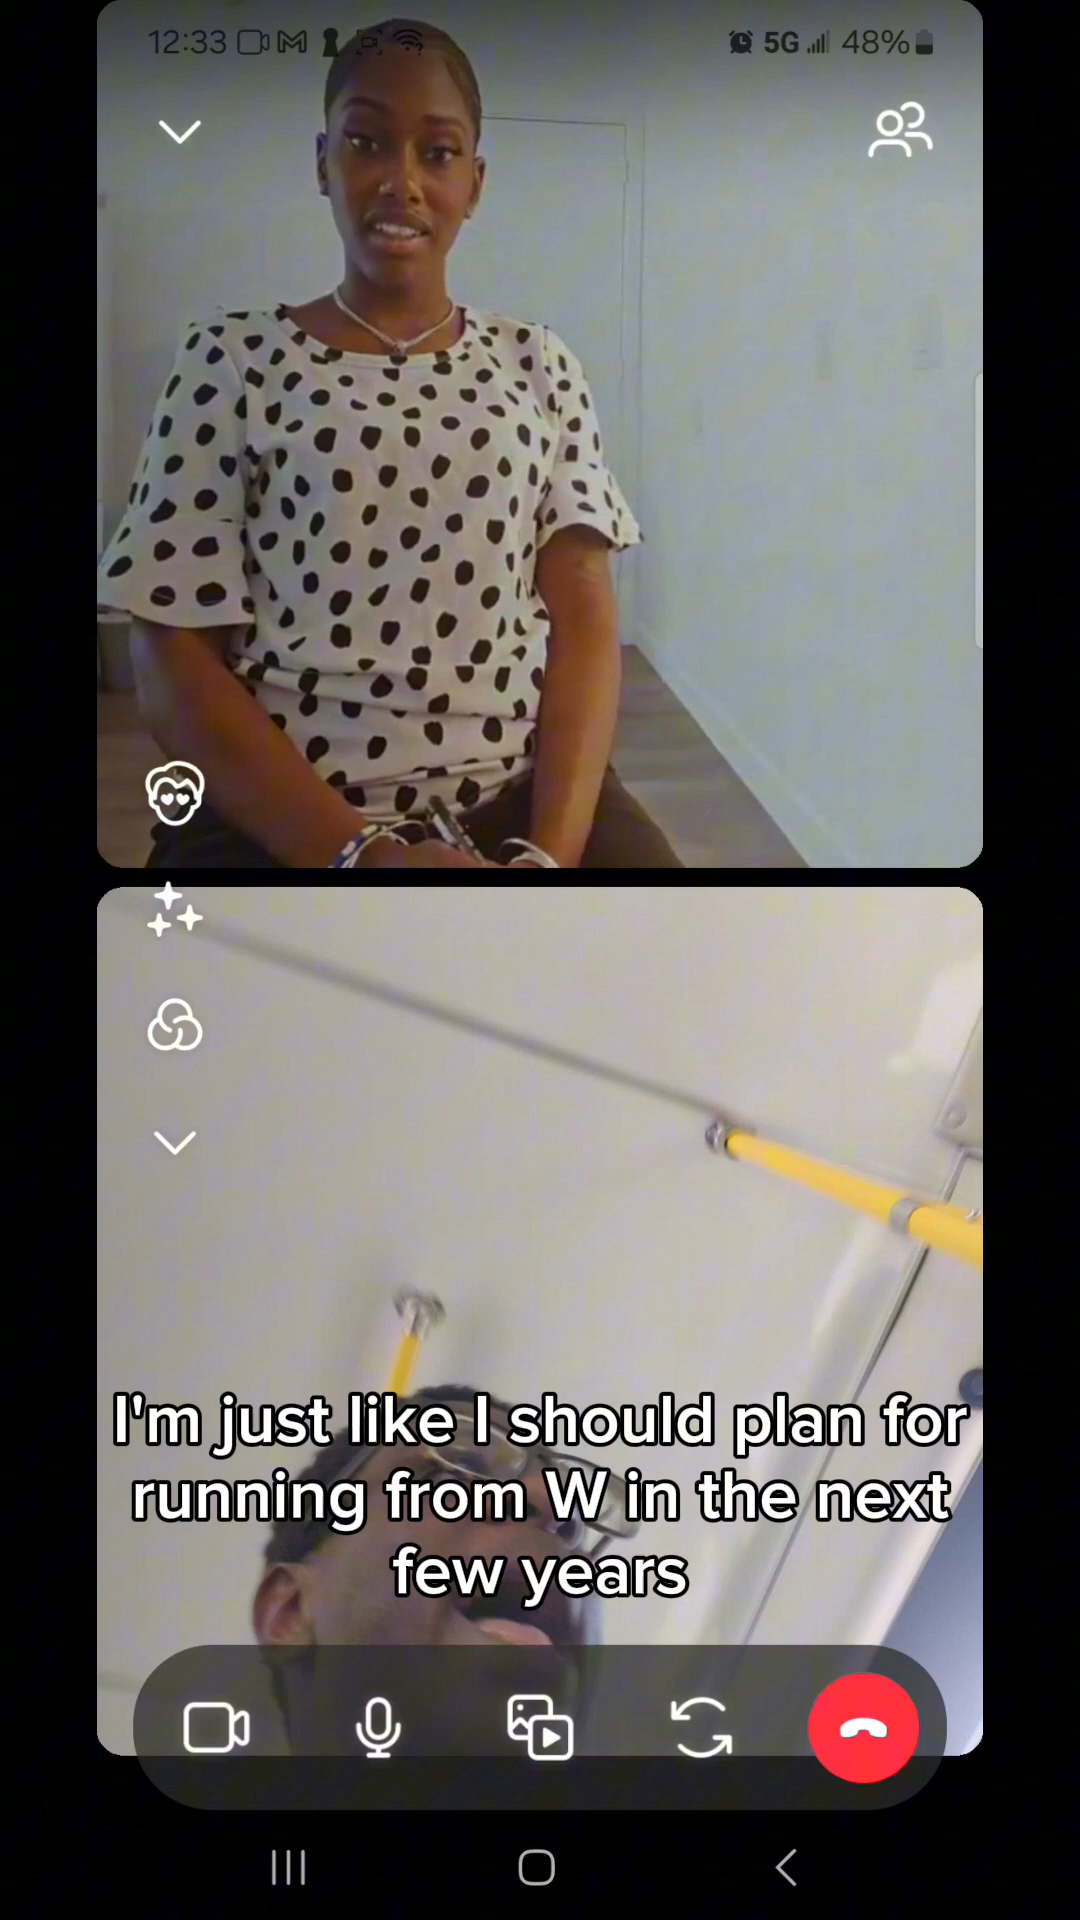 12:33
5G
48%
I'm just like I should plan for
running from W in the next
few years